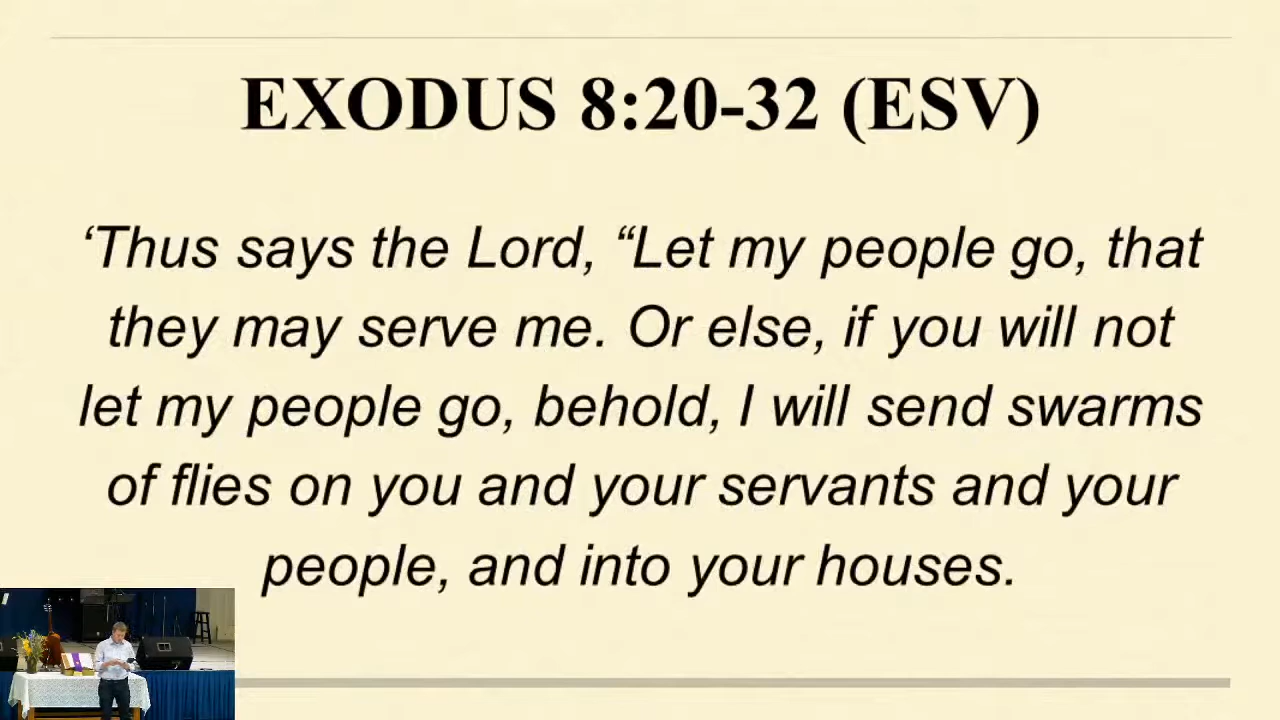 EXODUS 8:20-32 (ESV)
‘Thus says the Lord, “Let my people go, that
they may serve me. Or else, if you will not
let my people go, behold, I will send swarms
of flies on you and your servants and your
people, and into your houses.